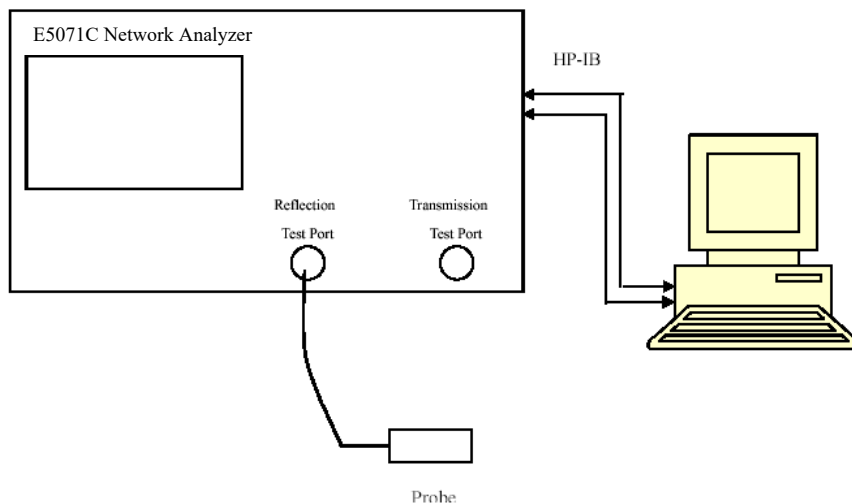 E5071C Network Analyzer
HP-IB
Reflection
Test Port
Transmission
Test Port
Probe